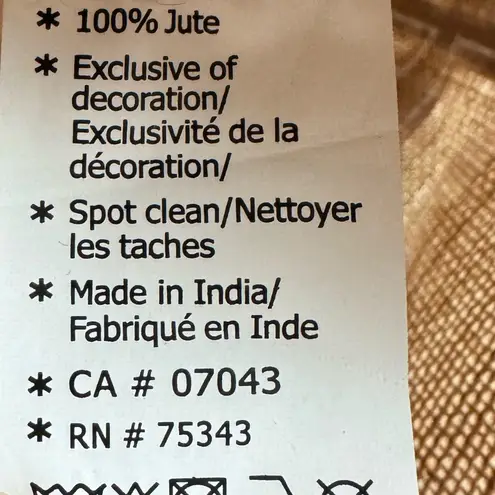 * 100% Jute
* Exclusive of
decoration/
Exclusivité de la
décoration/
* Spot clean/Nettoyer
les taches
* Made in India/
Fabriqué en Inde
* CA # 07043
* RN # 75343